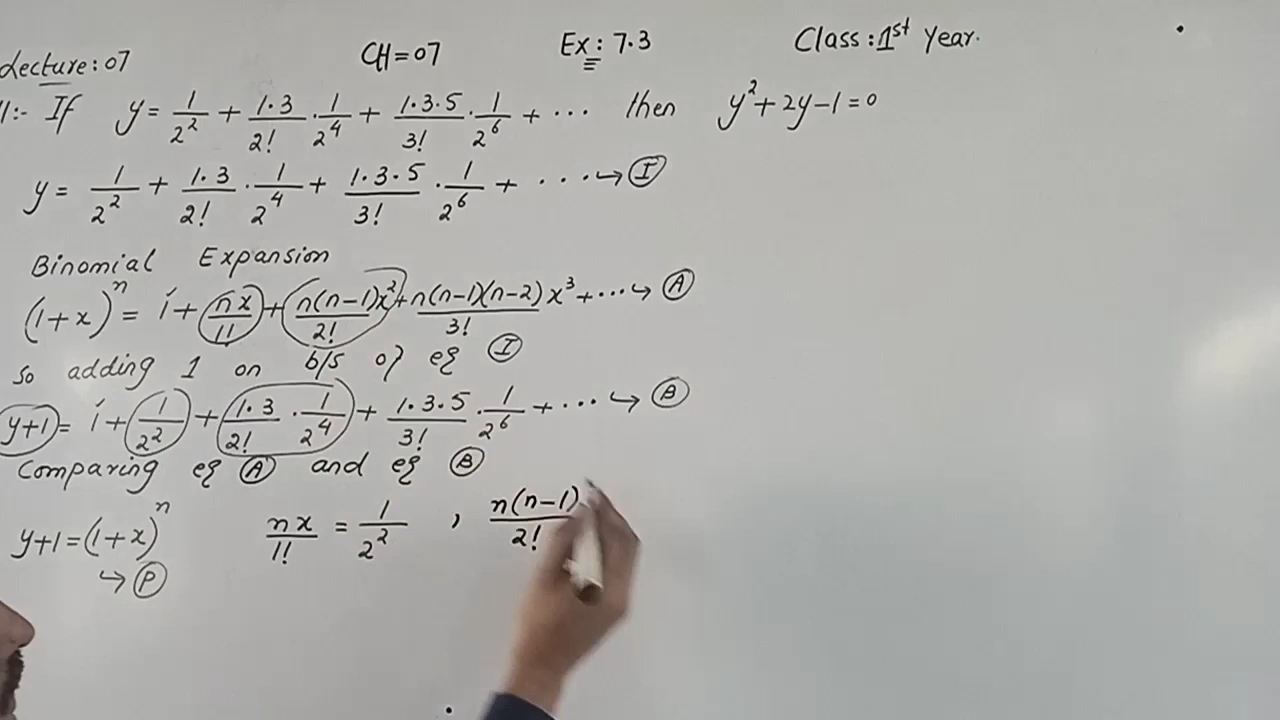 Lecture: 07 CH=07 Ex: 7.3 Class: 1st Year.
11:- If y = 1/2² + 1·3/2! · 1/2⁴ + 1·3·5/3! · 1/2⁶ + ... then y²+2y-1=0
y = 1/2² + 1·3/2! · 1/2⁴ + 1·3·5/3! · 1/2⁶ + ... ↪ Ⓘ
Binomial Expansion
(1+x)ⁿ = 1 + nx/1! + n(n-1)x²/2! + n(n-1)(n-2)x³/3! + ... ↪ Ⓐ
So adding 1 on b/s of eq Ⓘ
y+1 = 1 + 1/2² + 1·3/2! · 1/2⁴ + 1·3·5/3! · 1/2⁶ + ... ↪ Ⓑ
Comparing eq Ⓐ and eq Ⓑ
y+1 = (1+x)ⁿ nx/1! = 1/2² , n(n-1)/2!
↪ Ⓟ